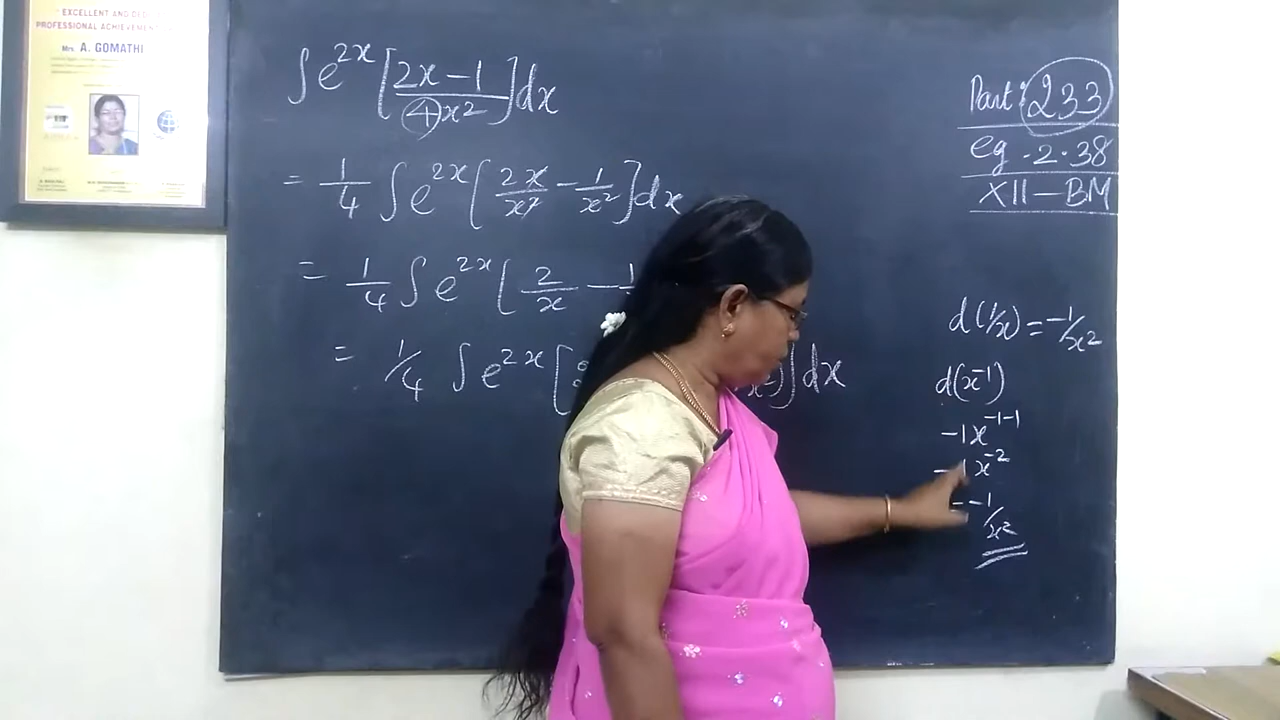 " EXCELLENT AND
PROFESSIONAL ACHIEVEMENT
Mrs. A. GOMATHI
∫e^{2x} [(2x - 1)/(4x²)] dx
= 1/4 ∫e^{2x} [2x/x² - 1/x²] dx
= 1/4 ∫e^{2x} [2/x -
= 1/4 ∫e^{2x} [ x²)] dx
Part: 233
eg - 2.38
XII - BM
d(1/x) = -1/x²
d(x^{-1})
-1x^{-1-1}
-1x^{-2}
-1/x²